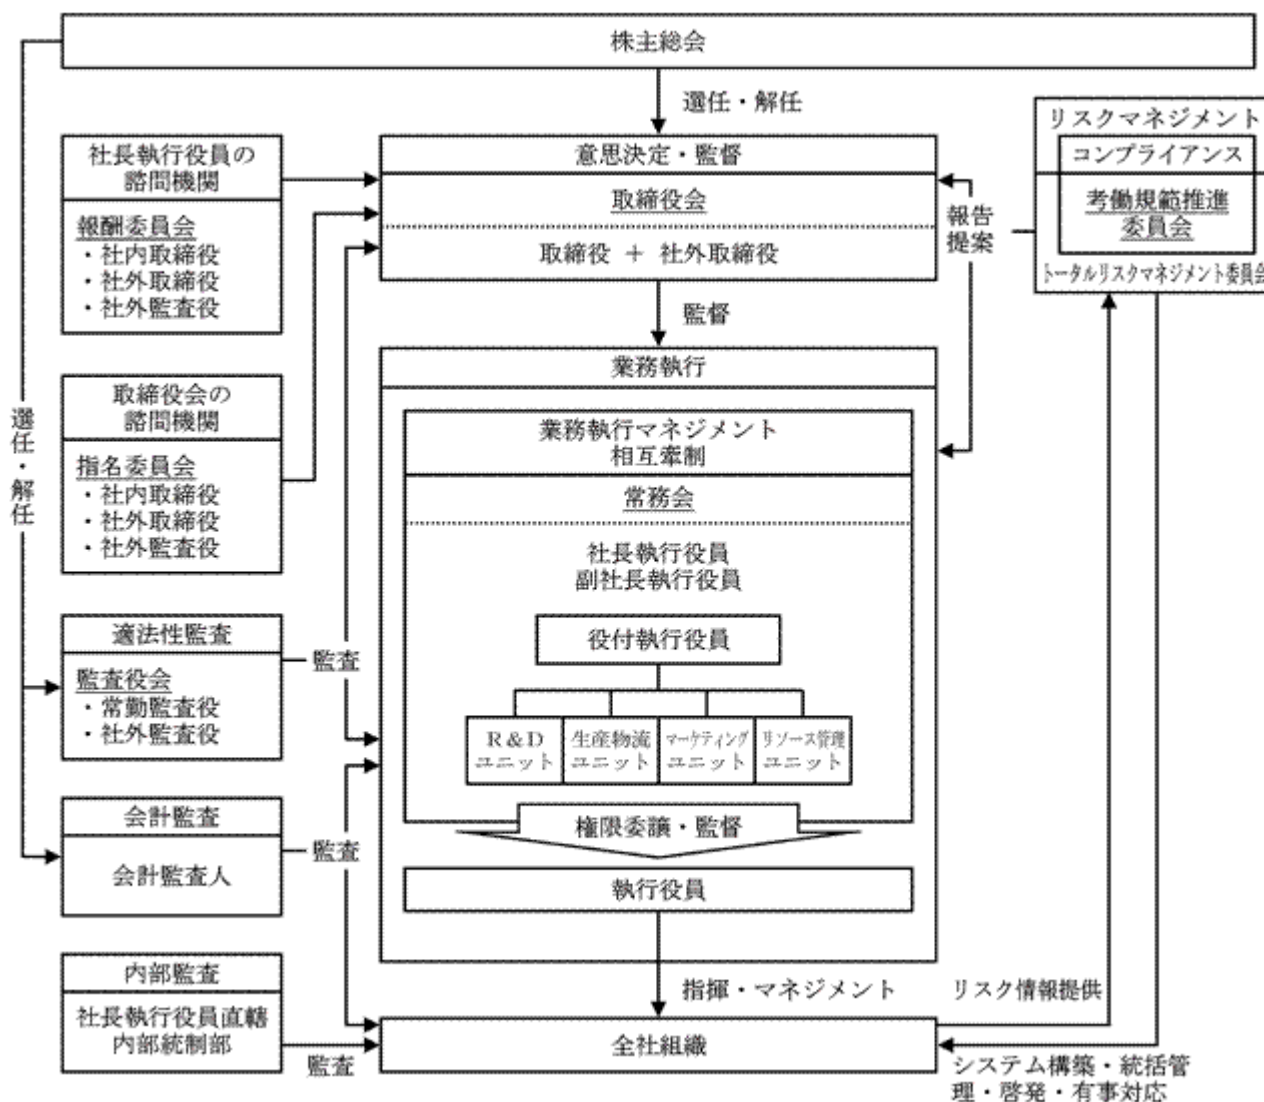 株主総会
選任・解任
リスクマネジメント
コンプライアンス
考働規範推進
委員会
トータルリスクマネジメント委員会
社長執行役員の
諮問機関
報酬委員会
・社内取締役
・社外取締役
・社外監査役
意思決定・監督
取締役会
取締役 + 社外取締役
報告
提案
監督
取締役会の
諮問機関
指名委員会
・社内取締役
・社外取締役
・社外監査役
選任・解任
業務執行
業務執行マネジメント
相互牽制
常務会
社長執行役員
副社長執行役員
役付執行役員
R&D
ユニット
生産物流
ユニット
マーケティング
ユニット
リソース管理
ユニット
権限委譲・監督
執行役員
適法性監査
監査役会
・常勤監査役
・社外監査役
監査
会計監査
会計監査人
監査
内部監査
社長執行役員直轄
内部統制部
監査
指揮・マネジメント
リスク情報提供
全社組織
システム構築・統括管
理・啓発・有事対応